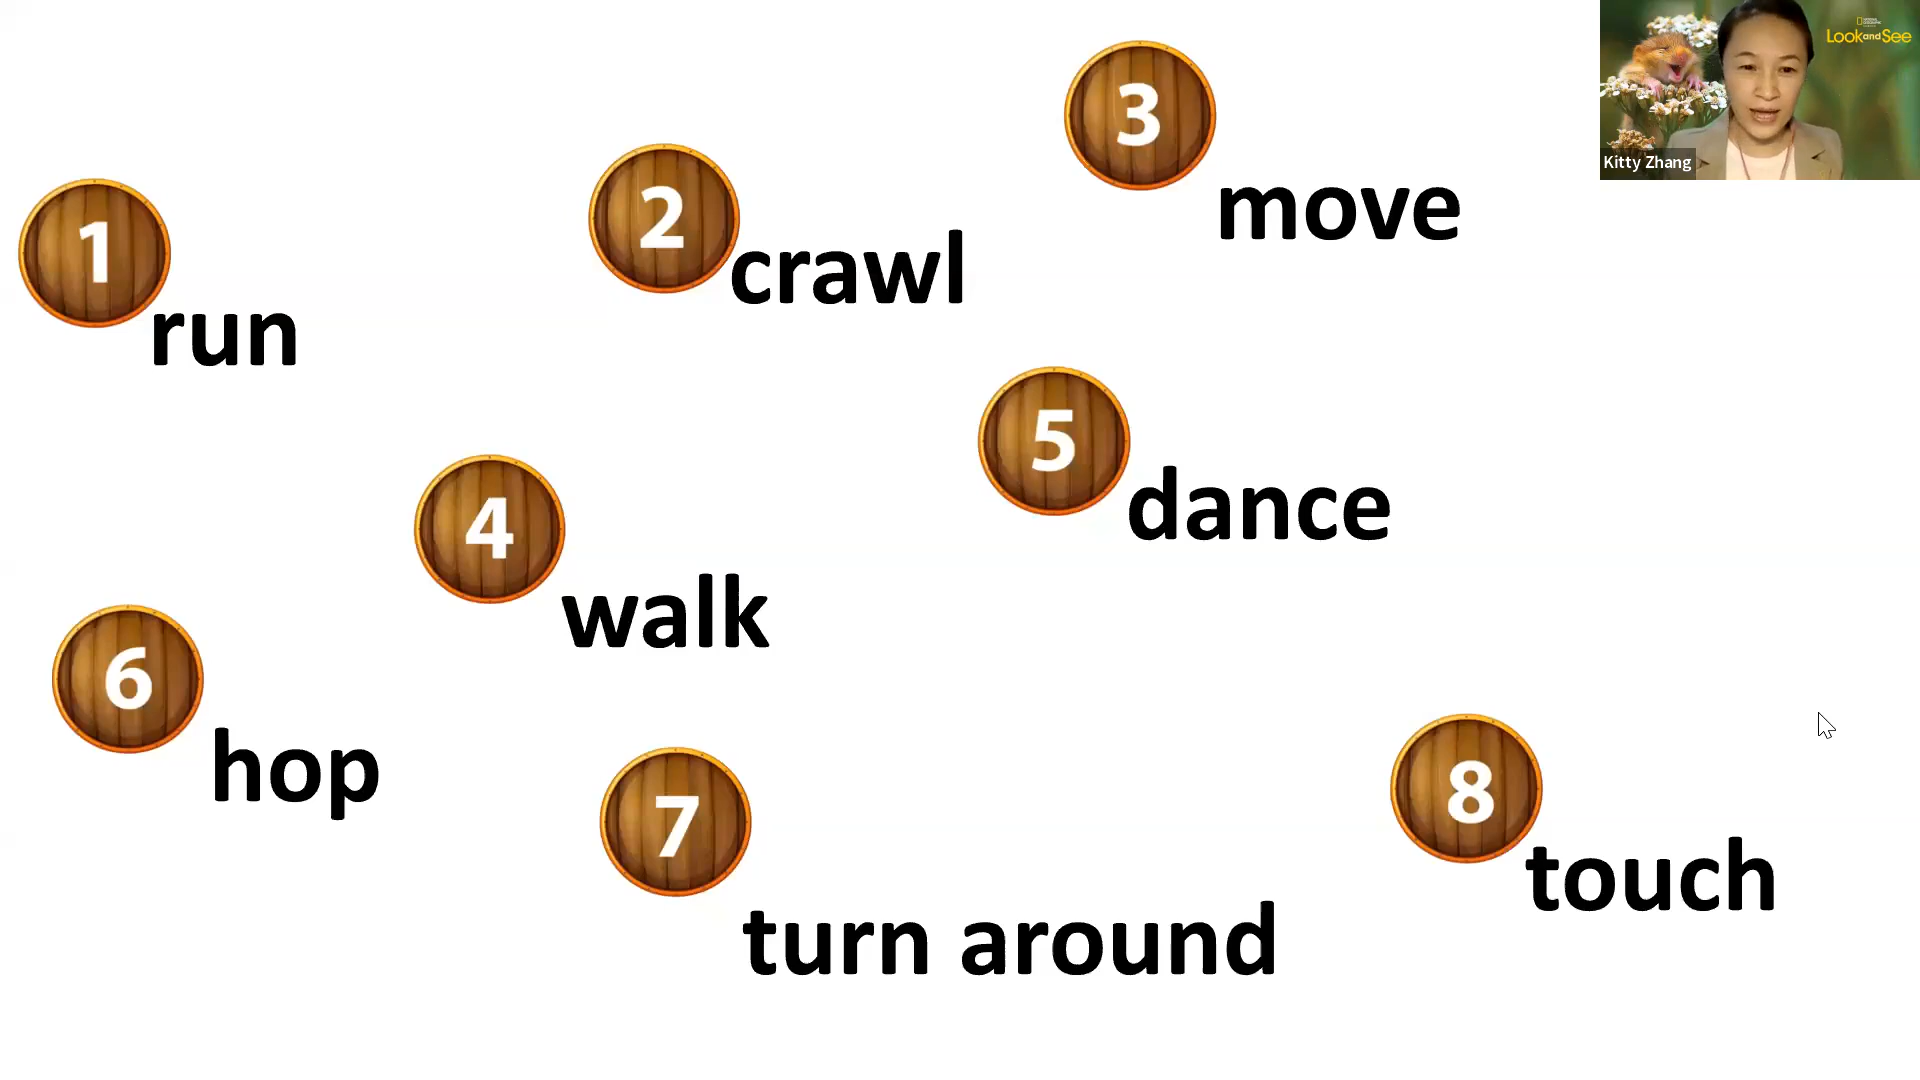 1
run
2
crawl
3
move
4
walk
5
dance
6
hop
7
turn around
8
touch
Look and See
Kitty Zhang